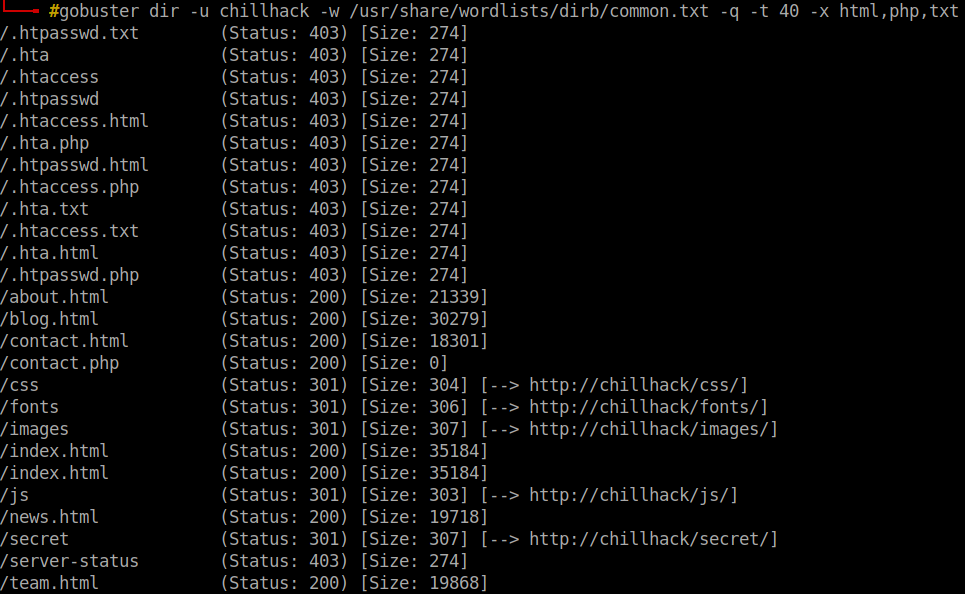 #gobuster dir -u chillhack -w /usr/share/wordlists/dirb/common.txt -q -t 40 -x html,php,txt
/.htpasswd.txt        (Status: 403) [Size: 274]
/.hta                 (Status: 403) [Size: 274]
/.htaccess            (Status: 403) [Size: 274]
/.htpasswd            (Status: 403) [Size: 274]
/.htaccess.html       (Status: 403) [Size: 274]
/.hta.php             (Status: 403) [Size: 274]
/.htpasswd.html       (Status: 403) [Size: 274]
/.htaccess.php        (Status: 403) [Size: 274]
/.hta.txt             (Status: 403) [Size: 274]
/.htaccess.txt        (Status: 403) [Size: 274]
/.hta.html            (Status: 403) [Size: 274]
/.htpasswd.php        (Status: 403) [Size: 274]
/about.html           (Status: 200) [Size: 21339]
/blog.html            (Status: 200) [Size: 30279]
/contact.html         (Status: 200) [Size: 18301]
/contact.php          (Status: 200) [Size: 0]
/css                  (Status: 301) [Size: 304] [--> http://chillhack/css/]
/fonts                (Status: 301) [Size: 306] [--> http://chillhack/fonts/]
/images               (Status: 301) [Size: 307] [--> http://chillhack/images/]
/index.html           (Status: 200) [Size: 35184]
/index.html           (Status: 200) [Size: 35184]
/js                   (Status: 301) [Size: 303] [--> http://chillhack/js/]
/news.html            (Status: 200) [Size: 19718]
/secret               (Status: 301) [Size: 307] [--> http://chillhack/secret/]
/server-status        (Status: 403) [Size: 274]
/team.html            (Status: 200) [Size: 19868]